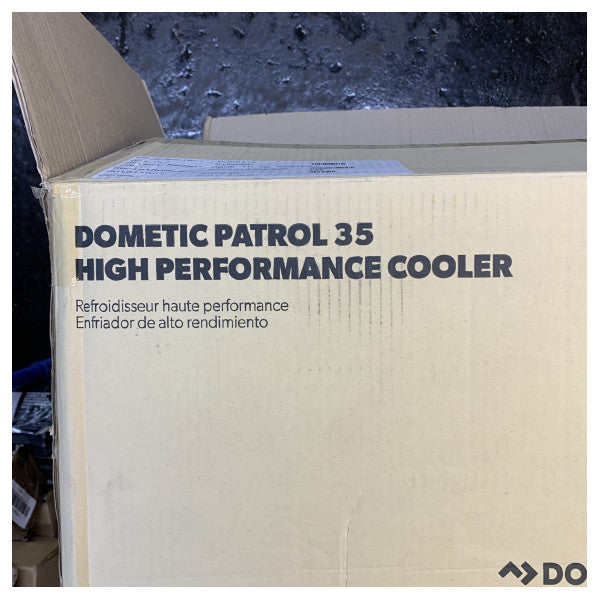 DOMETIC PATROL 35
HIGH PERFORMANCE COOLER
Refroidisseur haute performance
Enfriador de alto rendimiento
DO